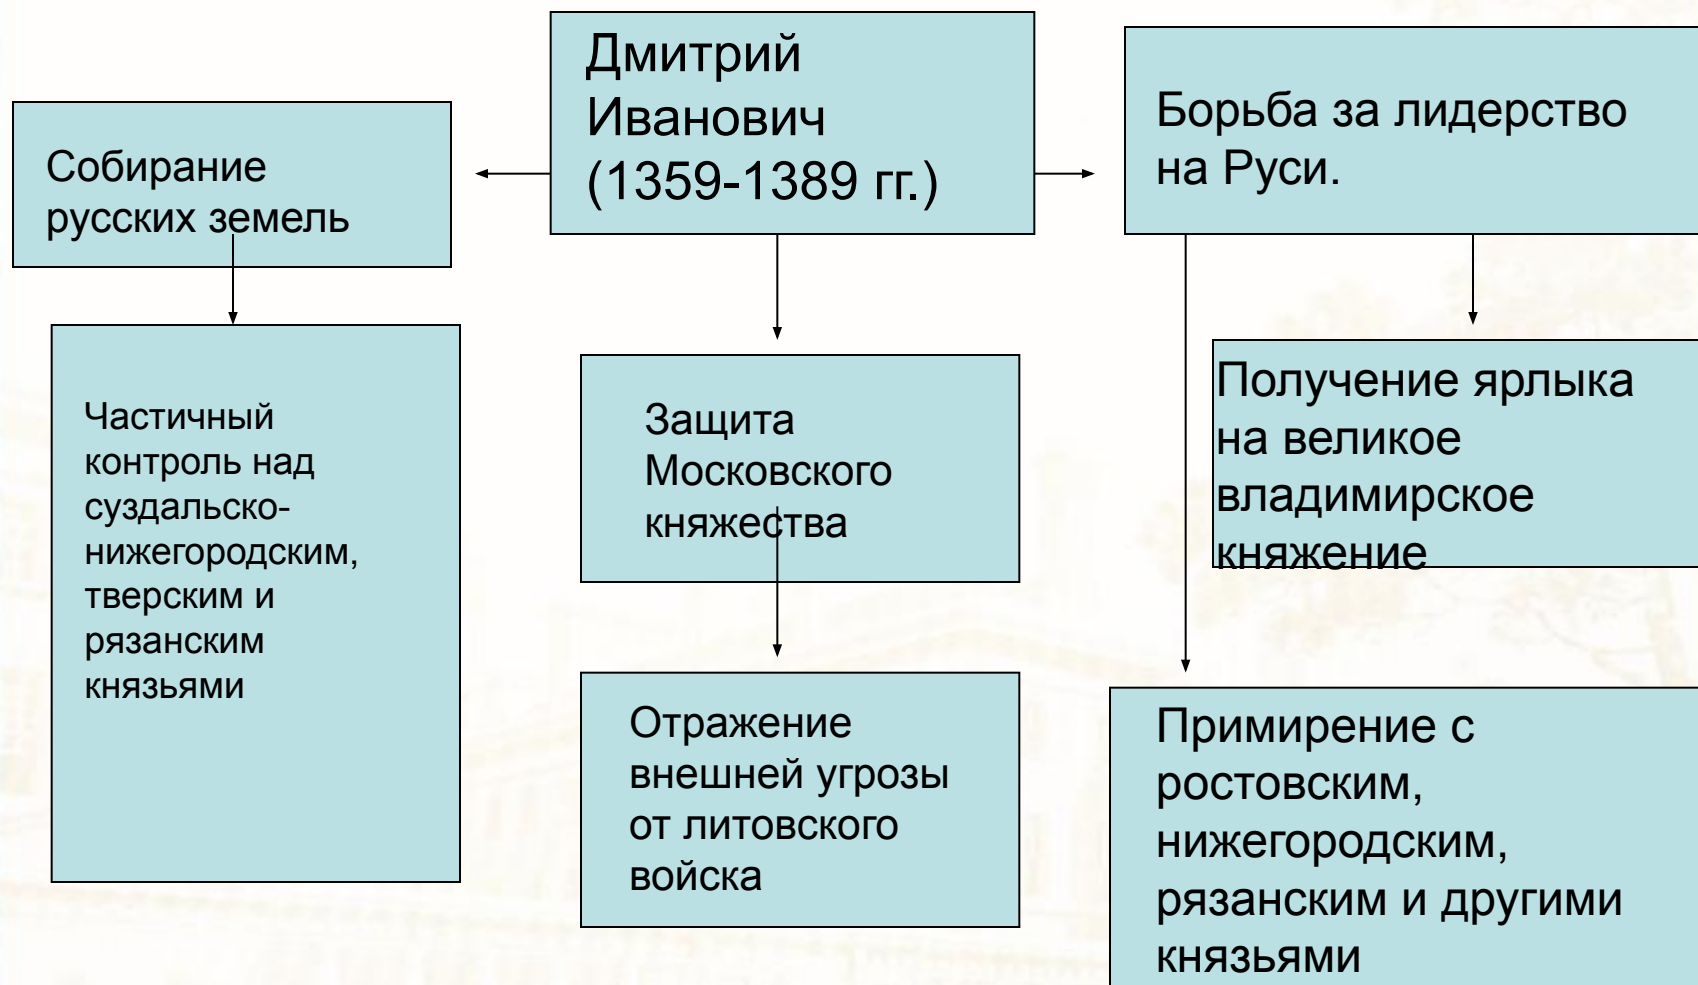 Дмитрий
Иванович
(1359-1389 гг.)
Собирание
русских земель
Частичный
контроль над
суздальско-
нижегородским,
тверским и
рязанским
князьями
Защита
Московского
княжества
Отражение
внешней угрозы
от литовского
войска
Борьба за лидерство
на Руси.
Получение ярлыка
на великое
владимирское
княжение
Примирение с
ростовским,
нижегородским,
рязанским и другими
князьями